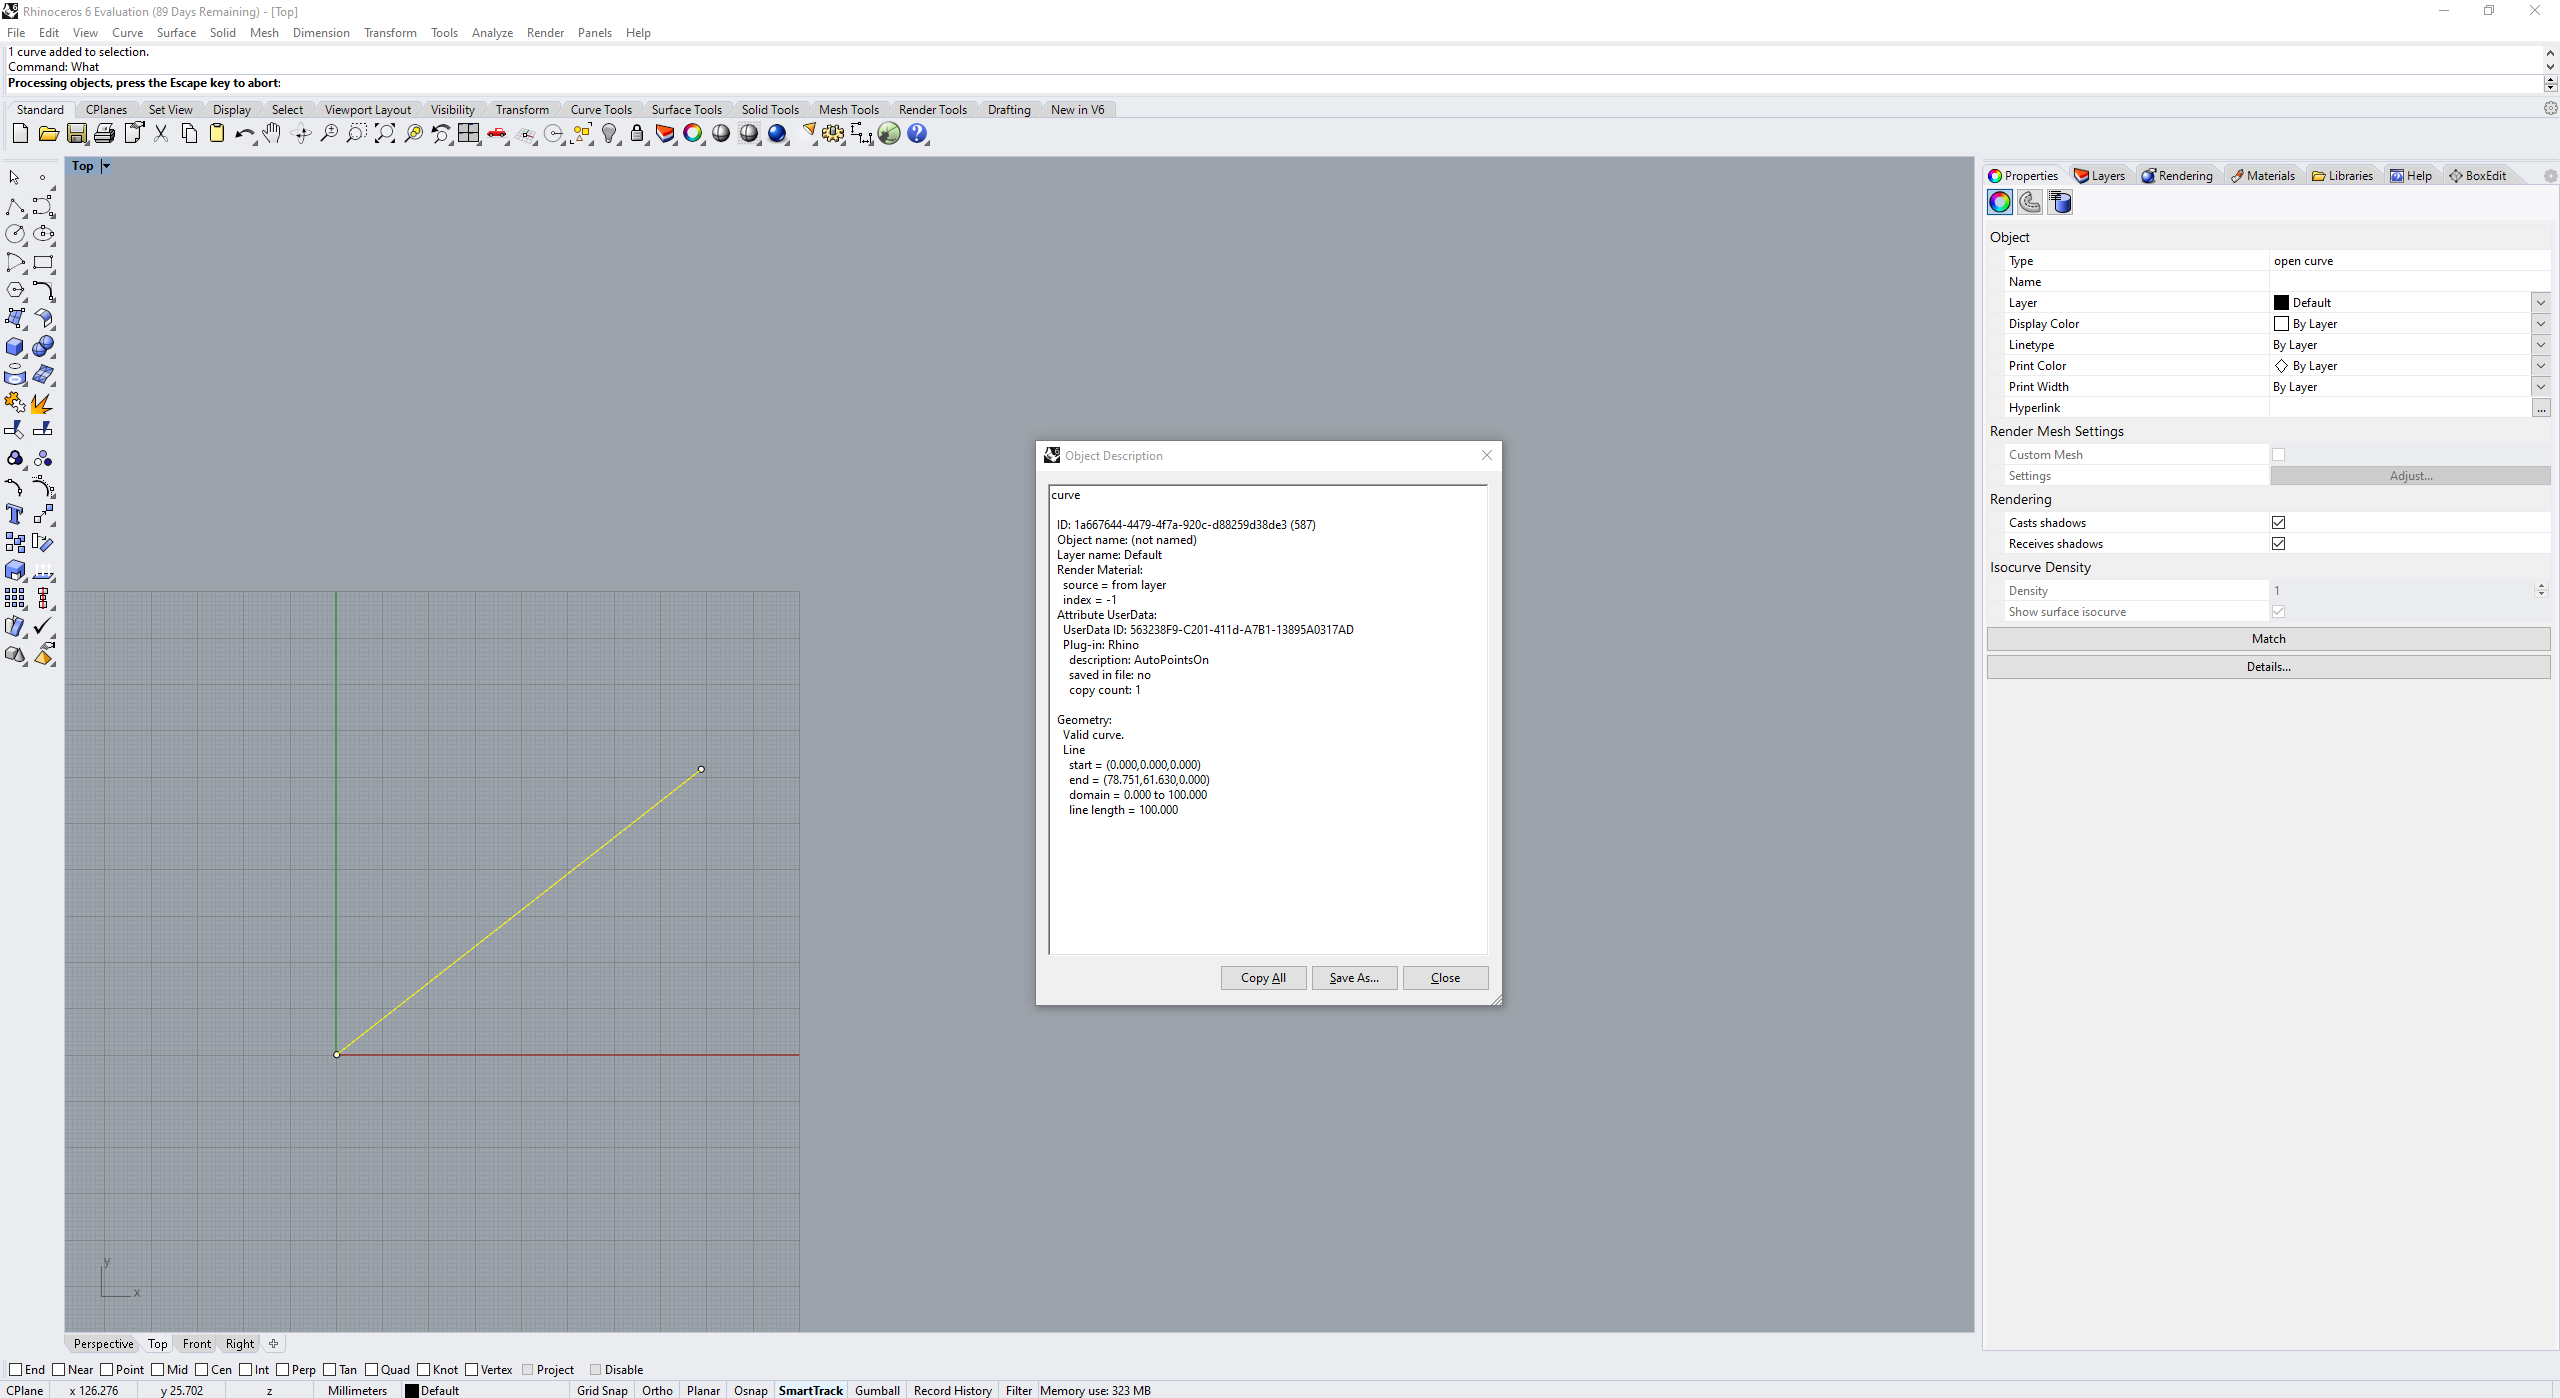 Rhinoceros 6 Evaluation (89 Days Remaining) - [Top]
File Edit View Curve Surface Solid Mesh Dimension Transform Tools Analyze Render Panels Help
1 curve added to selection.
Command: What
Processing objects, press the Escape key to abort:
Standard CPlanes Set View Display Select Viewport Layout Visibility Transform Curve Tools Surface Tools Solid Tools Mesh Tools Render Tools Drafting New in V6
Top
Properties Layers Rendering Materials Libraries Help BoxEdit
Object
Type open curve
Name
Layer Default
Display Color By Layer
Linetype By Layer
Print Color By Layer
Print Width By Layer
Hyperlink ...
Render Mesh Settings
Custom Mesh
Settings Adjust...
Rendering
Casts shadows
Receives shadows
Isocurve Density
Density 1
Show surface isocurve
Match
Details...
Object Description
curve
ID: 1a667644-4479-4f7a-920c-d88259d38de3 (587)
Object name: (not named)
Layer name: Default
Render Material:
source = from layer
index = -1
Attribute UserData:
UserData ID: 563238F9-C201-411d-A7B1-13895A0317AD
Plug-in: Rhino
description: AutoPointsOn
saved in file: no
copy count: 1
Geometry:
Valid curve.
Line
start = (0.000,0.000,0.000)
end = (78.751,61.630,0.000)
domain = 0.000 to 100.000
line length = 100.000
Copy All Save As... Close
y
x
Perspective Top Front Right
End Near Point Mid Cen Int Perp Tan Quad Knot Vertex Project Disable
CPlane x 126.276 y 25.702 z Millimeters Default Grid Snap Ortho Planar Osnap SmartTrack Gumball Record History Filter Memory use: 323 MB